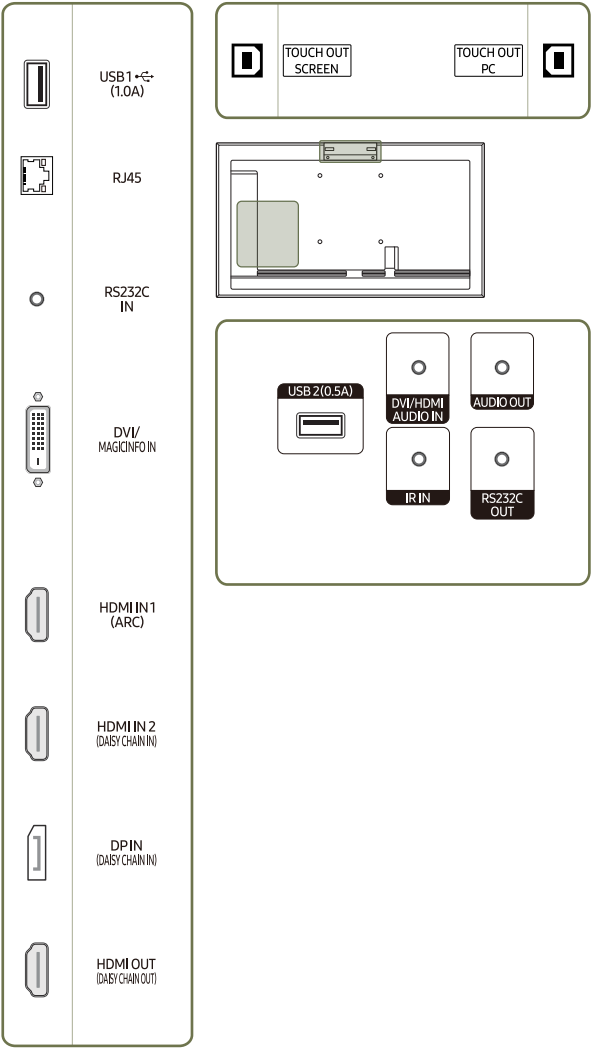 USB 1
(1.0A)
RJ45
RS232C
IN
DVI/
MAGICINFO IN
HDMI IN 1
(ARC)
HDMI IN 2
(DAISY CHAIN IN)
DP IN
(DAISY CHAIN IN)
HDMI OUT
(DAISY CHAIN OUT)
TOUCH OUT
SCREEN
TOUCH OUT
PC
USB 2(0.5A)
DVI/HDMI
AUDIO IN
AUDIO OUT
IR IN
RS232C
OUT